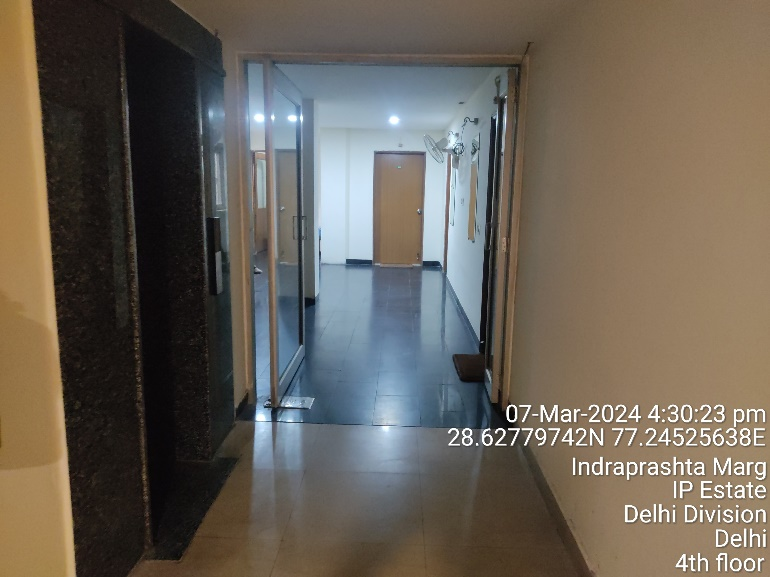 07-Mar-2024 4:30:23 pm
28.62779742N 77.24525638E
Indraprashta Marg
IP Estate
Delhi Division
Delhi
4th floor